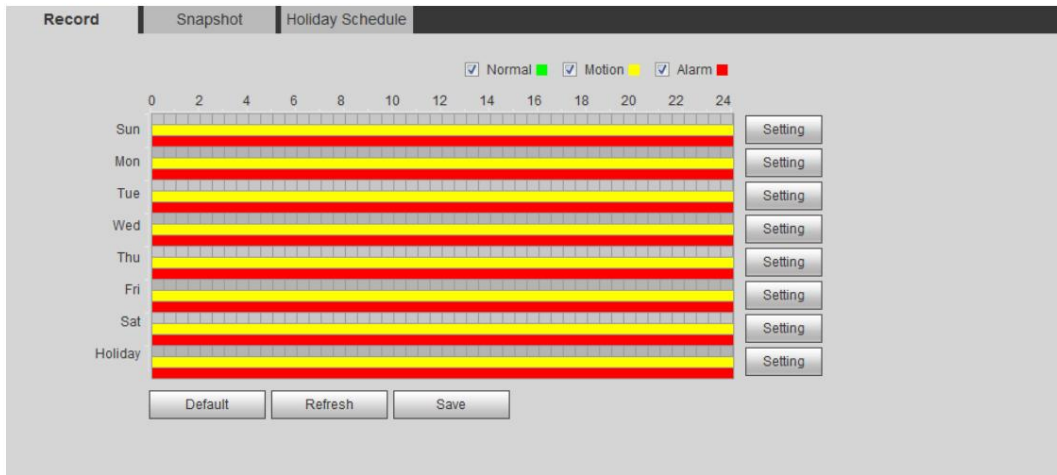 Record Snapshot Holiday Schedule
Normal Motion Alarm
0 2 4 6 8 10 12 14 16 18 20 22 24
Sun Setting
Mon Setting
Tue Setting
Wed Setting
Thu Setting
Fri Setting
Sat Setting
Holiday Setting
Default Refresh Save